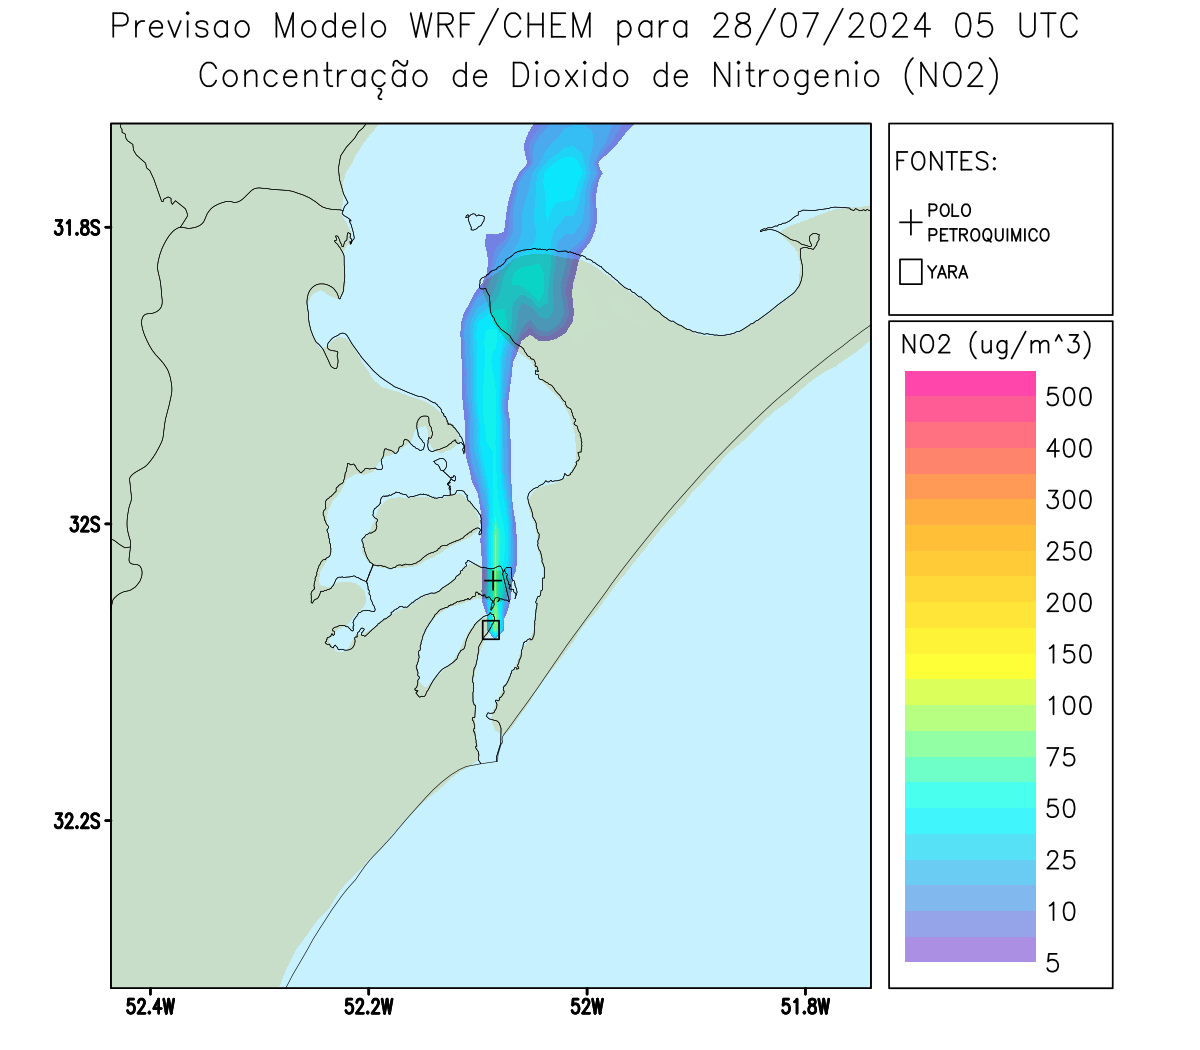 Previsao Modelo WRF/CHEM para 28/07/2024 05 UTC
Concentração de Dioxido de Nitrogenio (NO2)
FONTES:
POLO
PETROQUIMICO
YARA
NO2 (ug/m^3)
500
400
300
250
200
150
100
75
50
25
10
5
31.8S
32S
32.2S
52.4W
52.2W
52W
51.8W